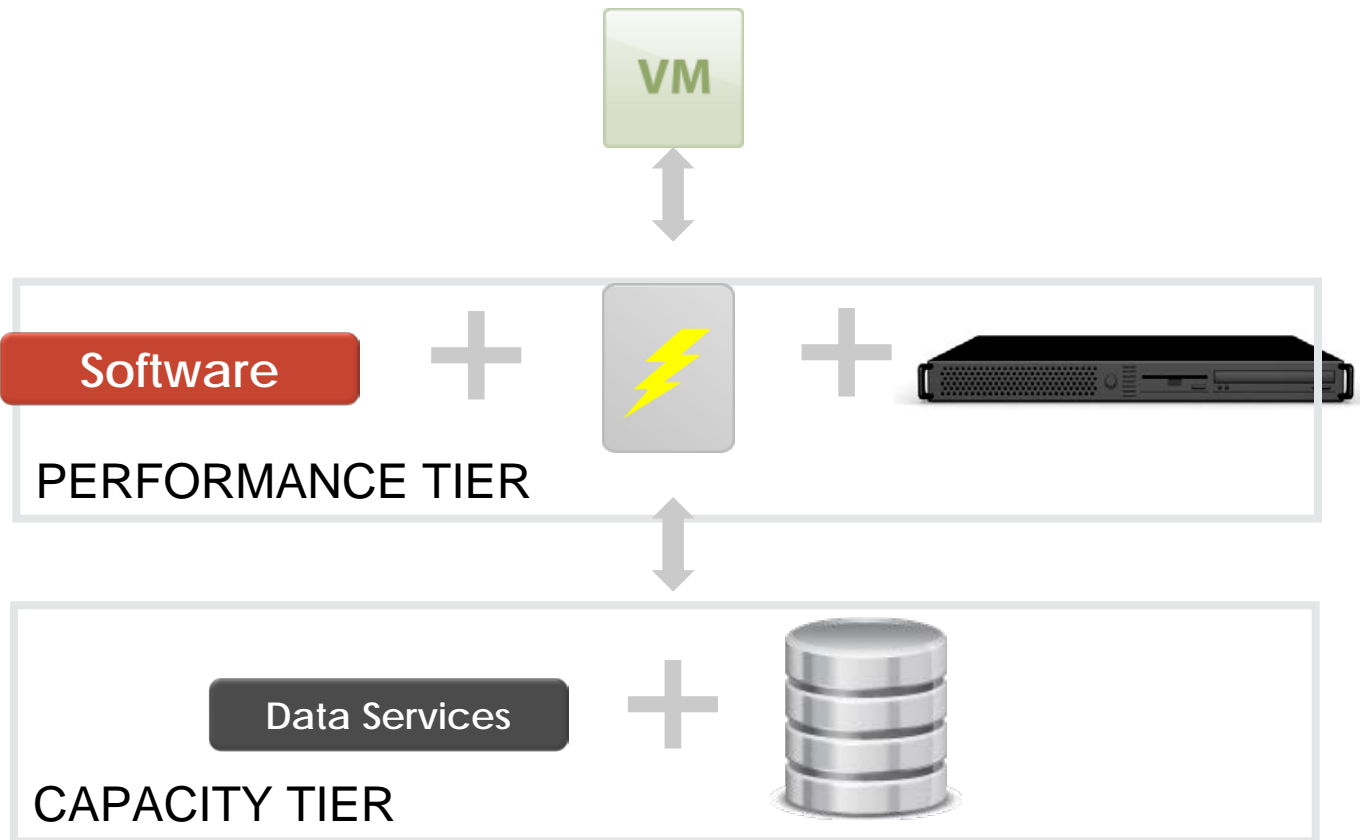 VM
Software
PERFORMANCE TIER
Data Services
CAPACITY TIER